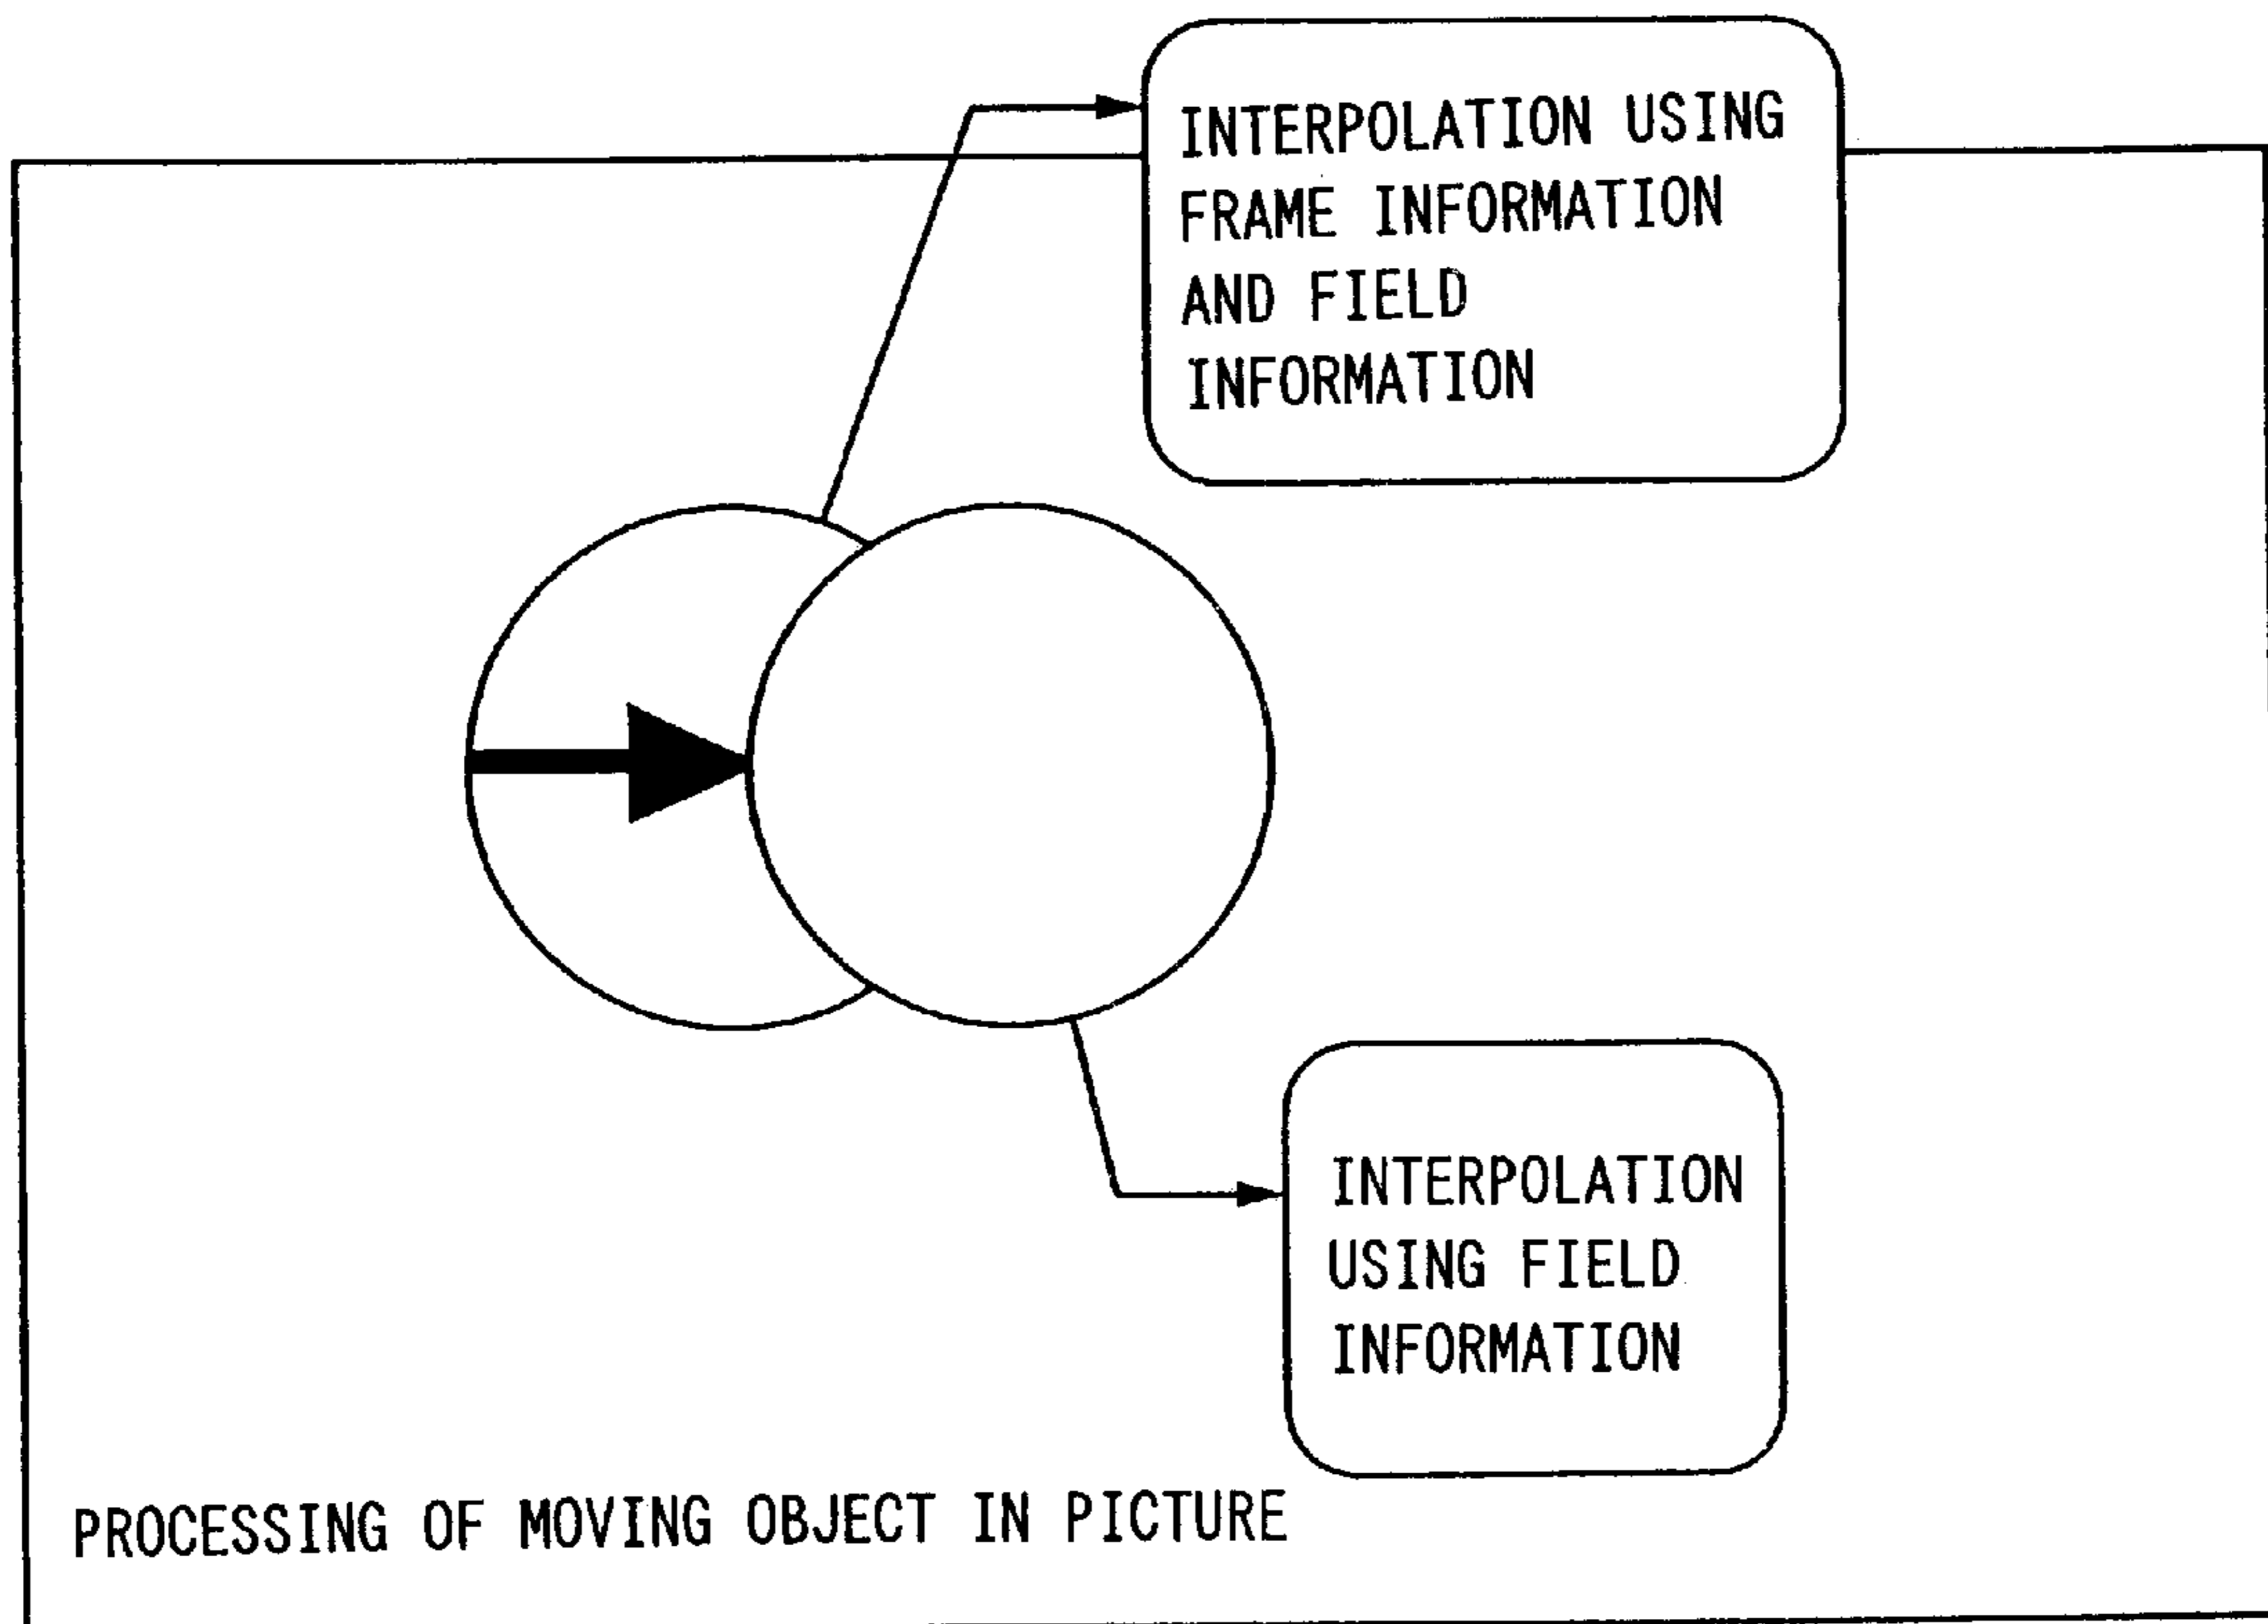 INTERPOLATION USING
FRAME INFORMATION
AND FIELD
INFORMATION
INTERPOLATION
USING FIELD
INFORMATION
PROCESSING OF MOVING OBJECT IN PICTURE